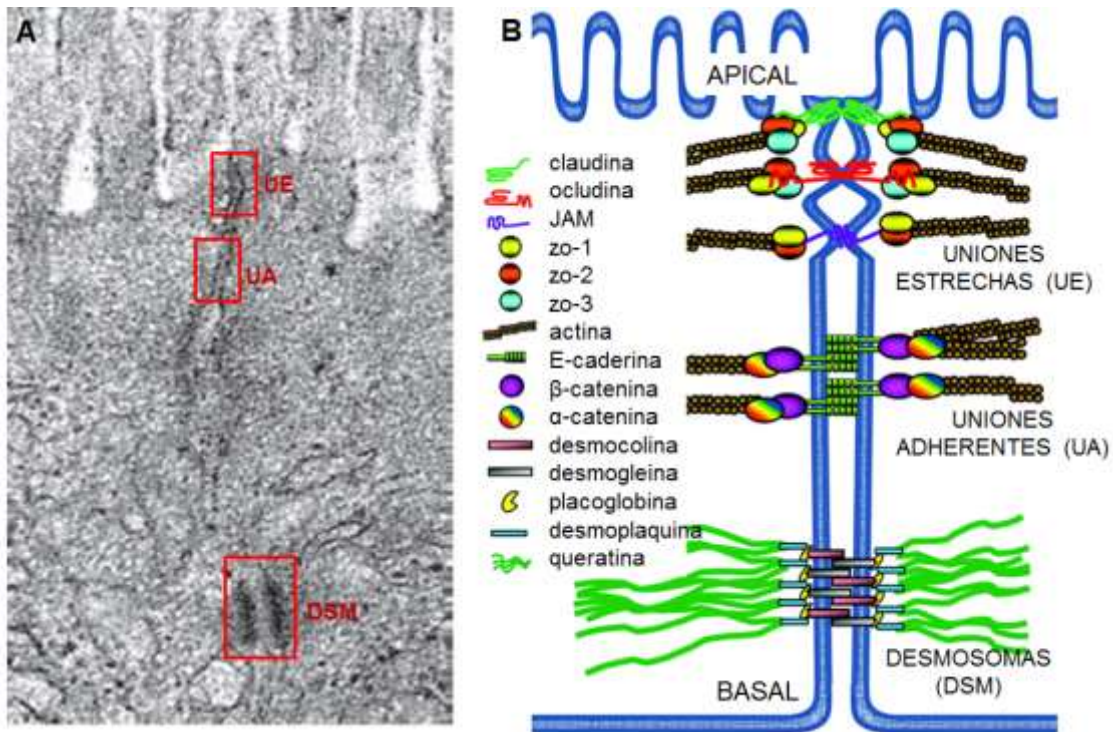 A
UE
UA
DSM
B
APICAL
claudina
ocludina
JAM
zo-1
zo-2
zo-3
actina
E-caderina
β-catenina
α-catenina
desmocolina
desmogleina
placoglobina
desmoplaquina
queratina
UNIONES
ESTRECHAS (UE)
UNIONES
ADHERENTES (UA)
DESMOSOMAS
(DSM)
BASAL